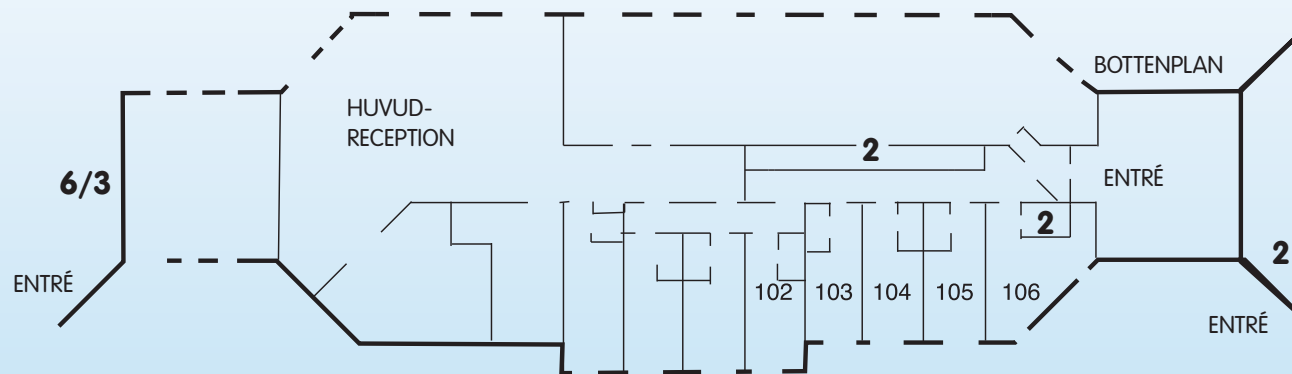 BOTTENPLAN
HUVUD-
RECEPTION
2
6/3
ENTRÉ
2
2
ENTRÉ
102
103
104
105
106
ENTRÉ